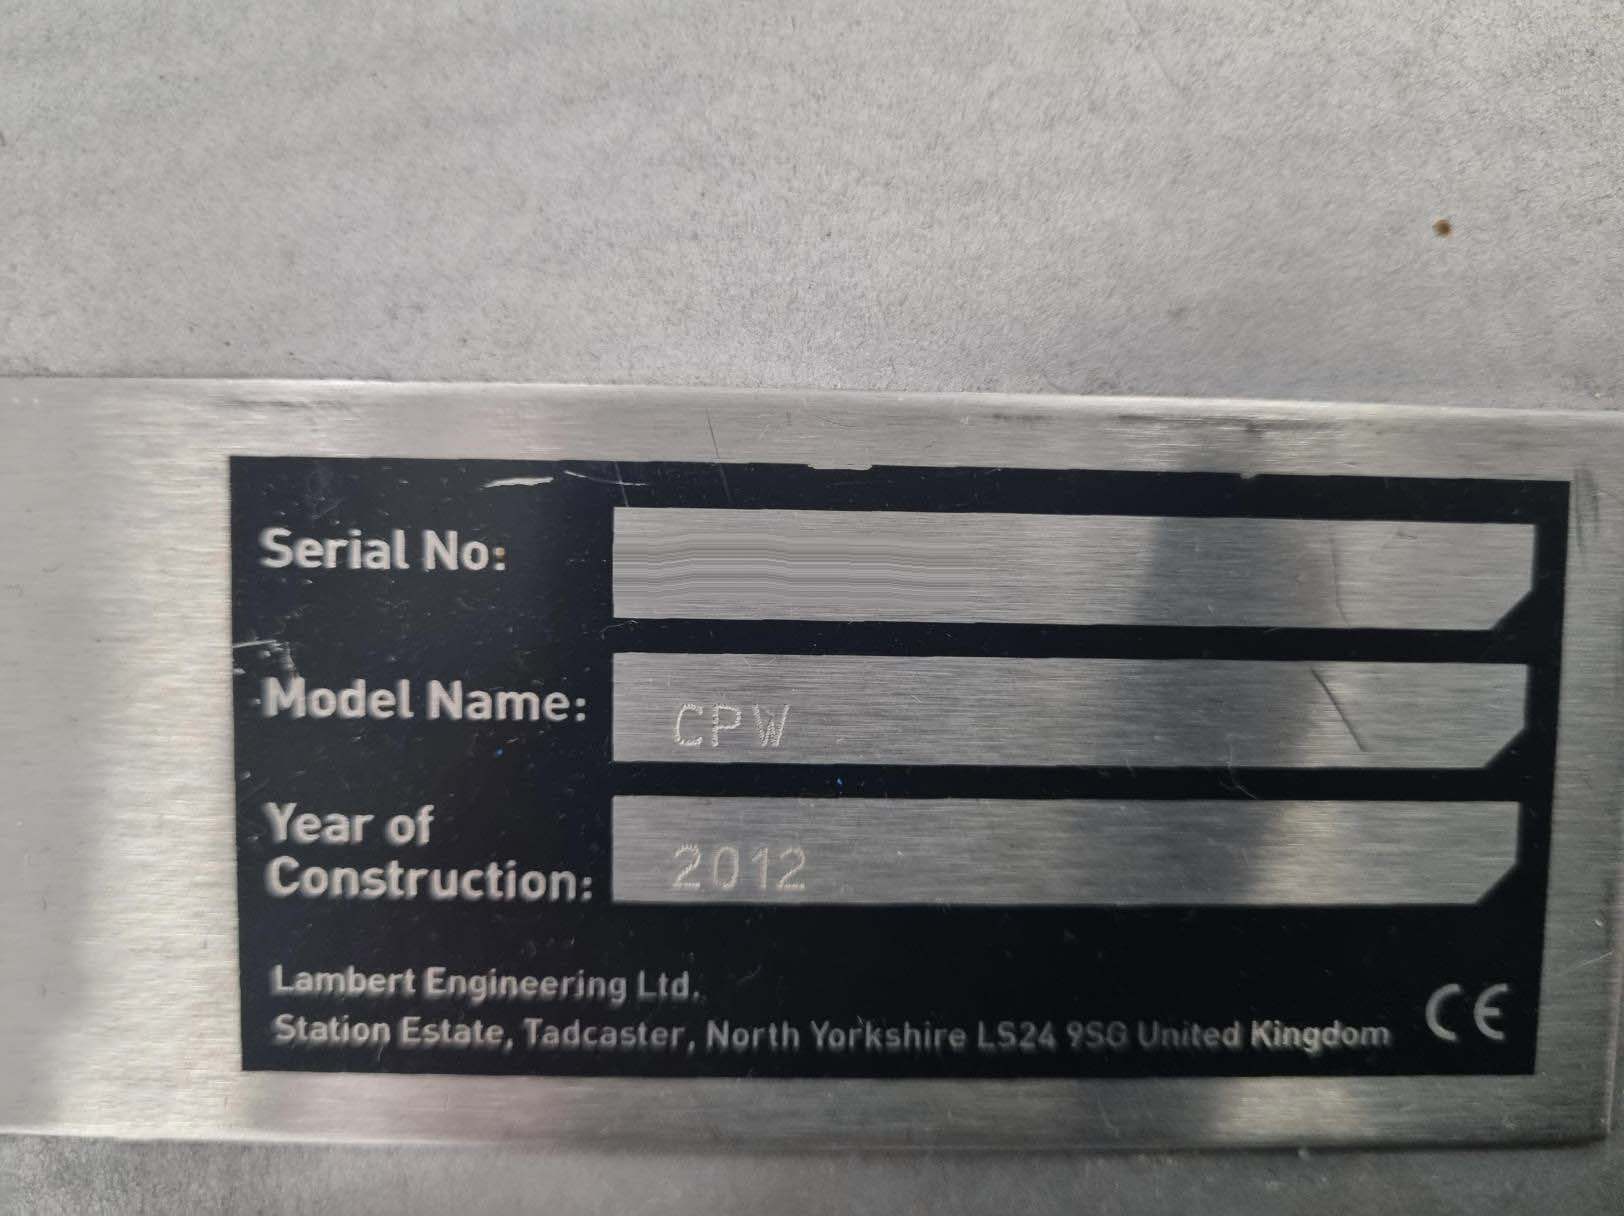 Serial No:
Model Name: CPW
Year of
Construction: 2012
Lambert Engineering Ltd.
Station Estate, Tadcaster, North Yorkshire LS24 9SG United Kingdom CE